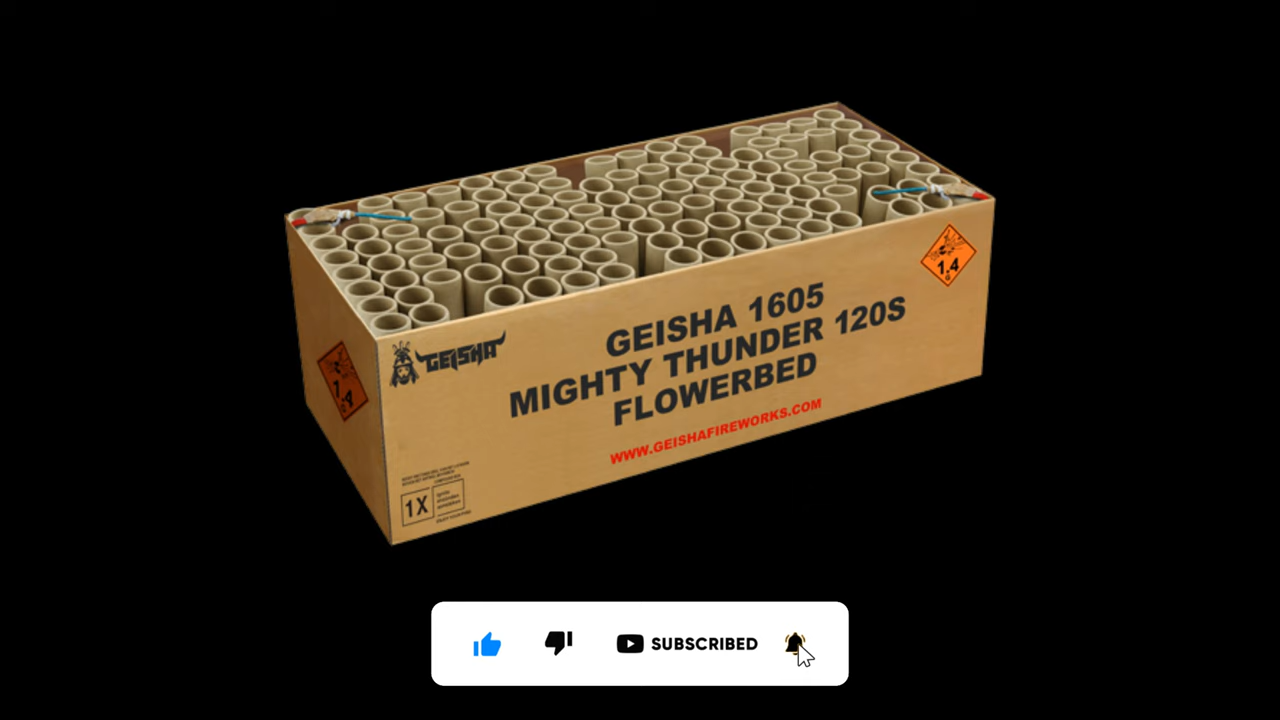 GEISHA 1605
MIGHTY THUNDER 120S
FLOWERBED
WWW.GEISHAFIREWORKS.COM
GEISHA
1.4
G
1.4
G
1X
SUBSCRIBED